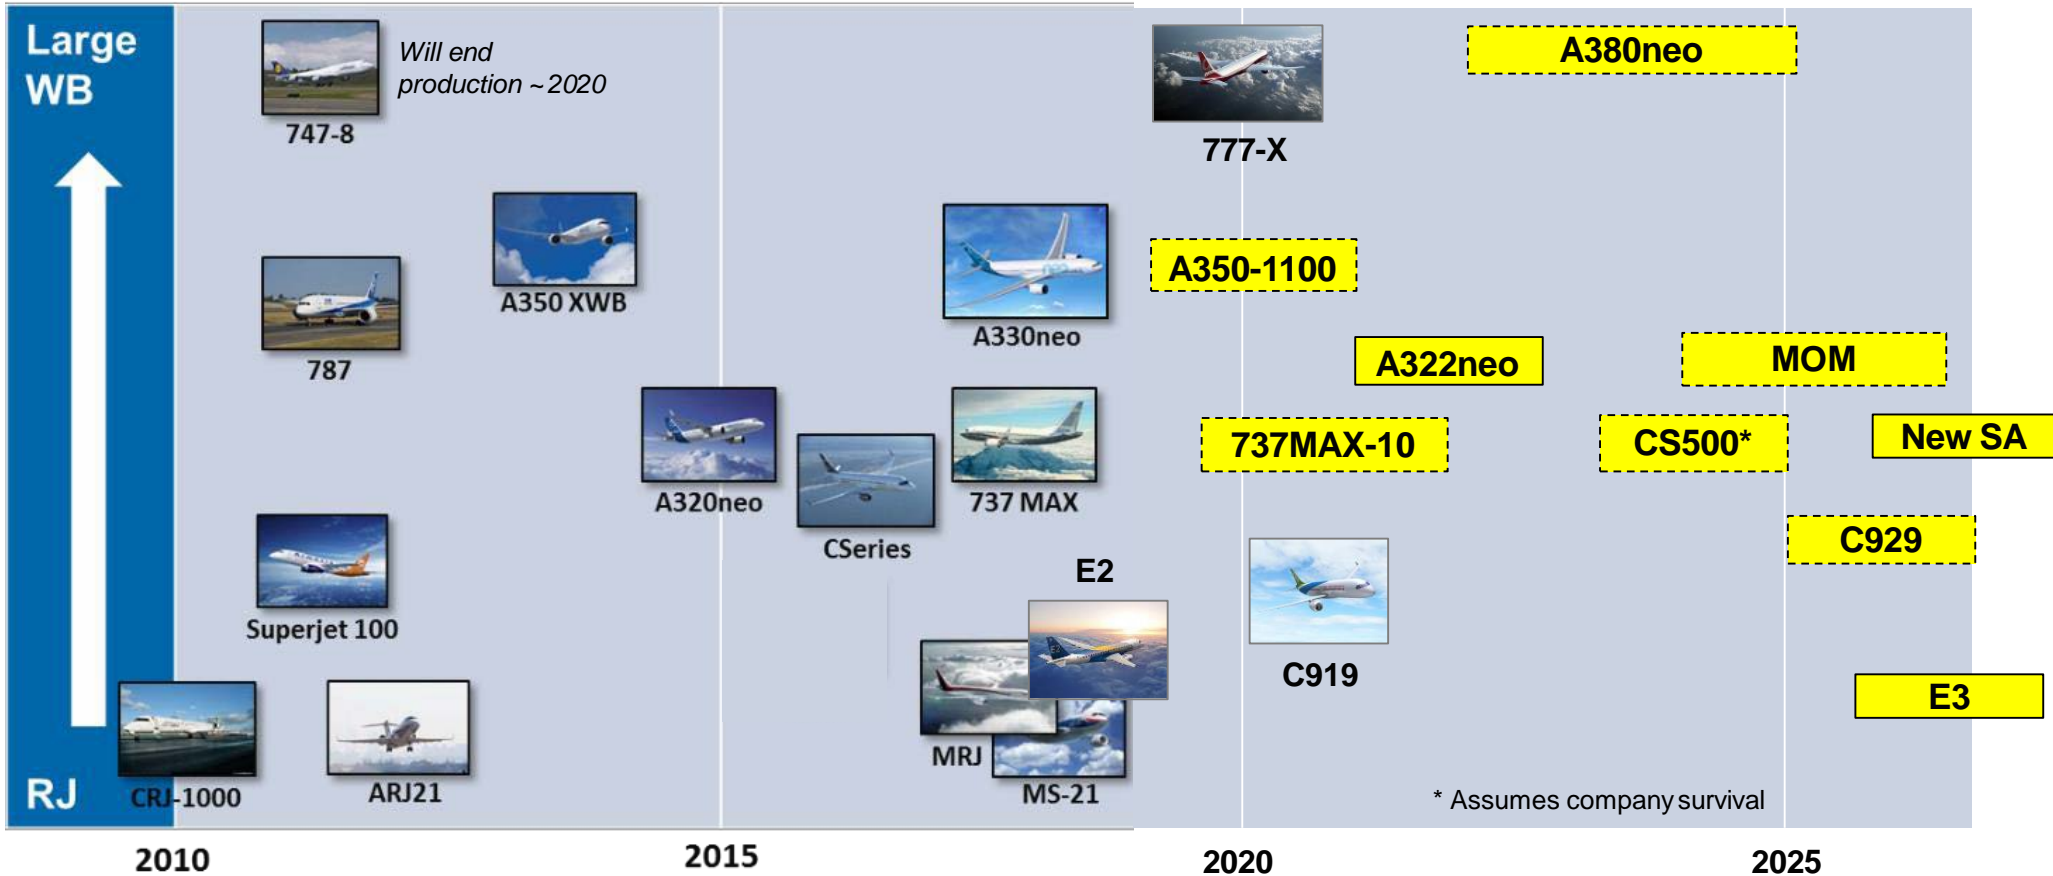 Large
WB
747-8
Will end
production ~2020
777-X
A380neo
A350 XWB
A330neo
A350-1100
787
A322neo
MOM
A320neo
CSeries
737 MAX
737MAX-10
CS500*
New SA
Superjet 100
E2
C919
C929
E3
RJ
CRJ-1000
ARJ21
MRJ
MS-21
* Assumes company survival
2010
2015
2020
2025